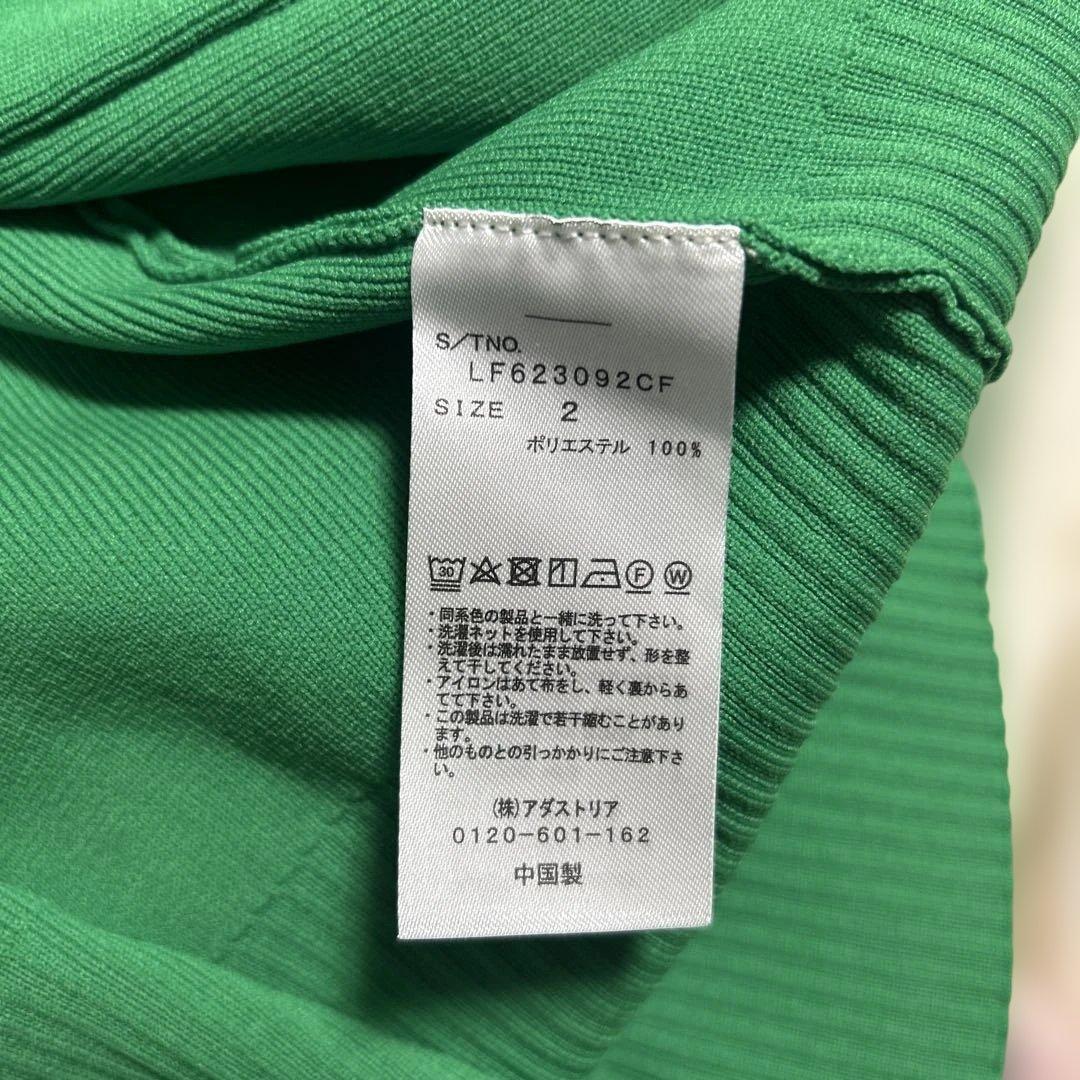 S/TNO.
LF623092CF
SIZE 2
ポリエステル 100%
30 F W
・同系色の製品と一緒に洗って下さい。
・洗濯ネットを使用して下さい。
・洗濯後は濡れたまま放置せず、形を整
えて干してください。
・アイロンはあて布をし、軽く裏からあ
てて下さい。
・この製品は洗濯で若干縮むことがあり
ます。
・他のものとの引っかかりにご注意下さ
い。
(株)アダストリア
0120-601-162
中国製